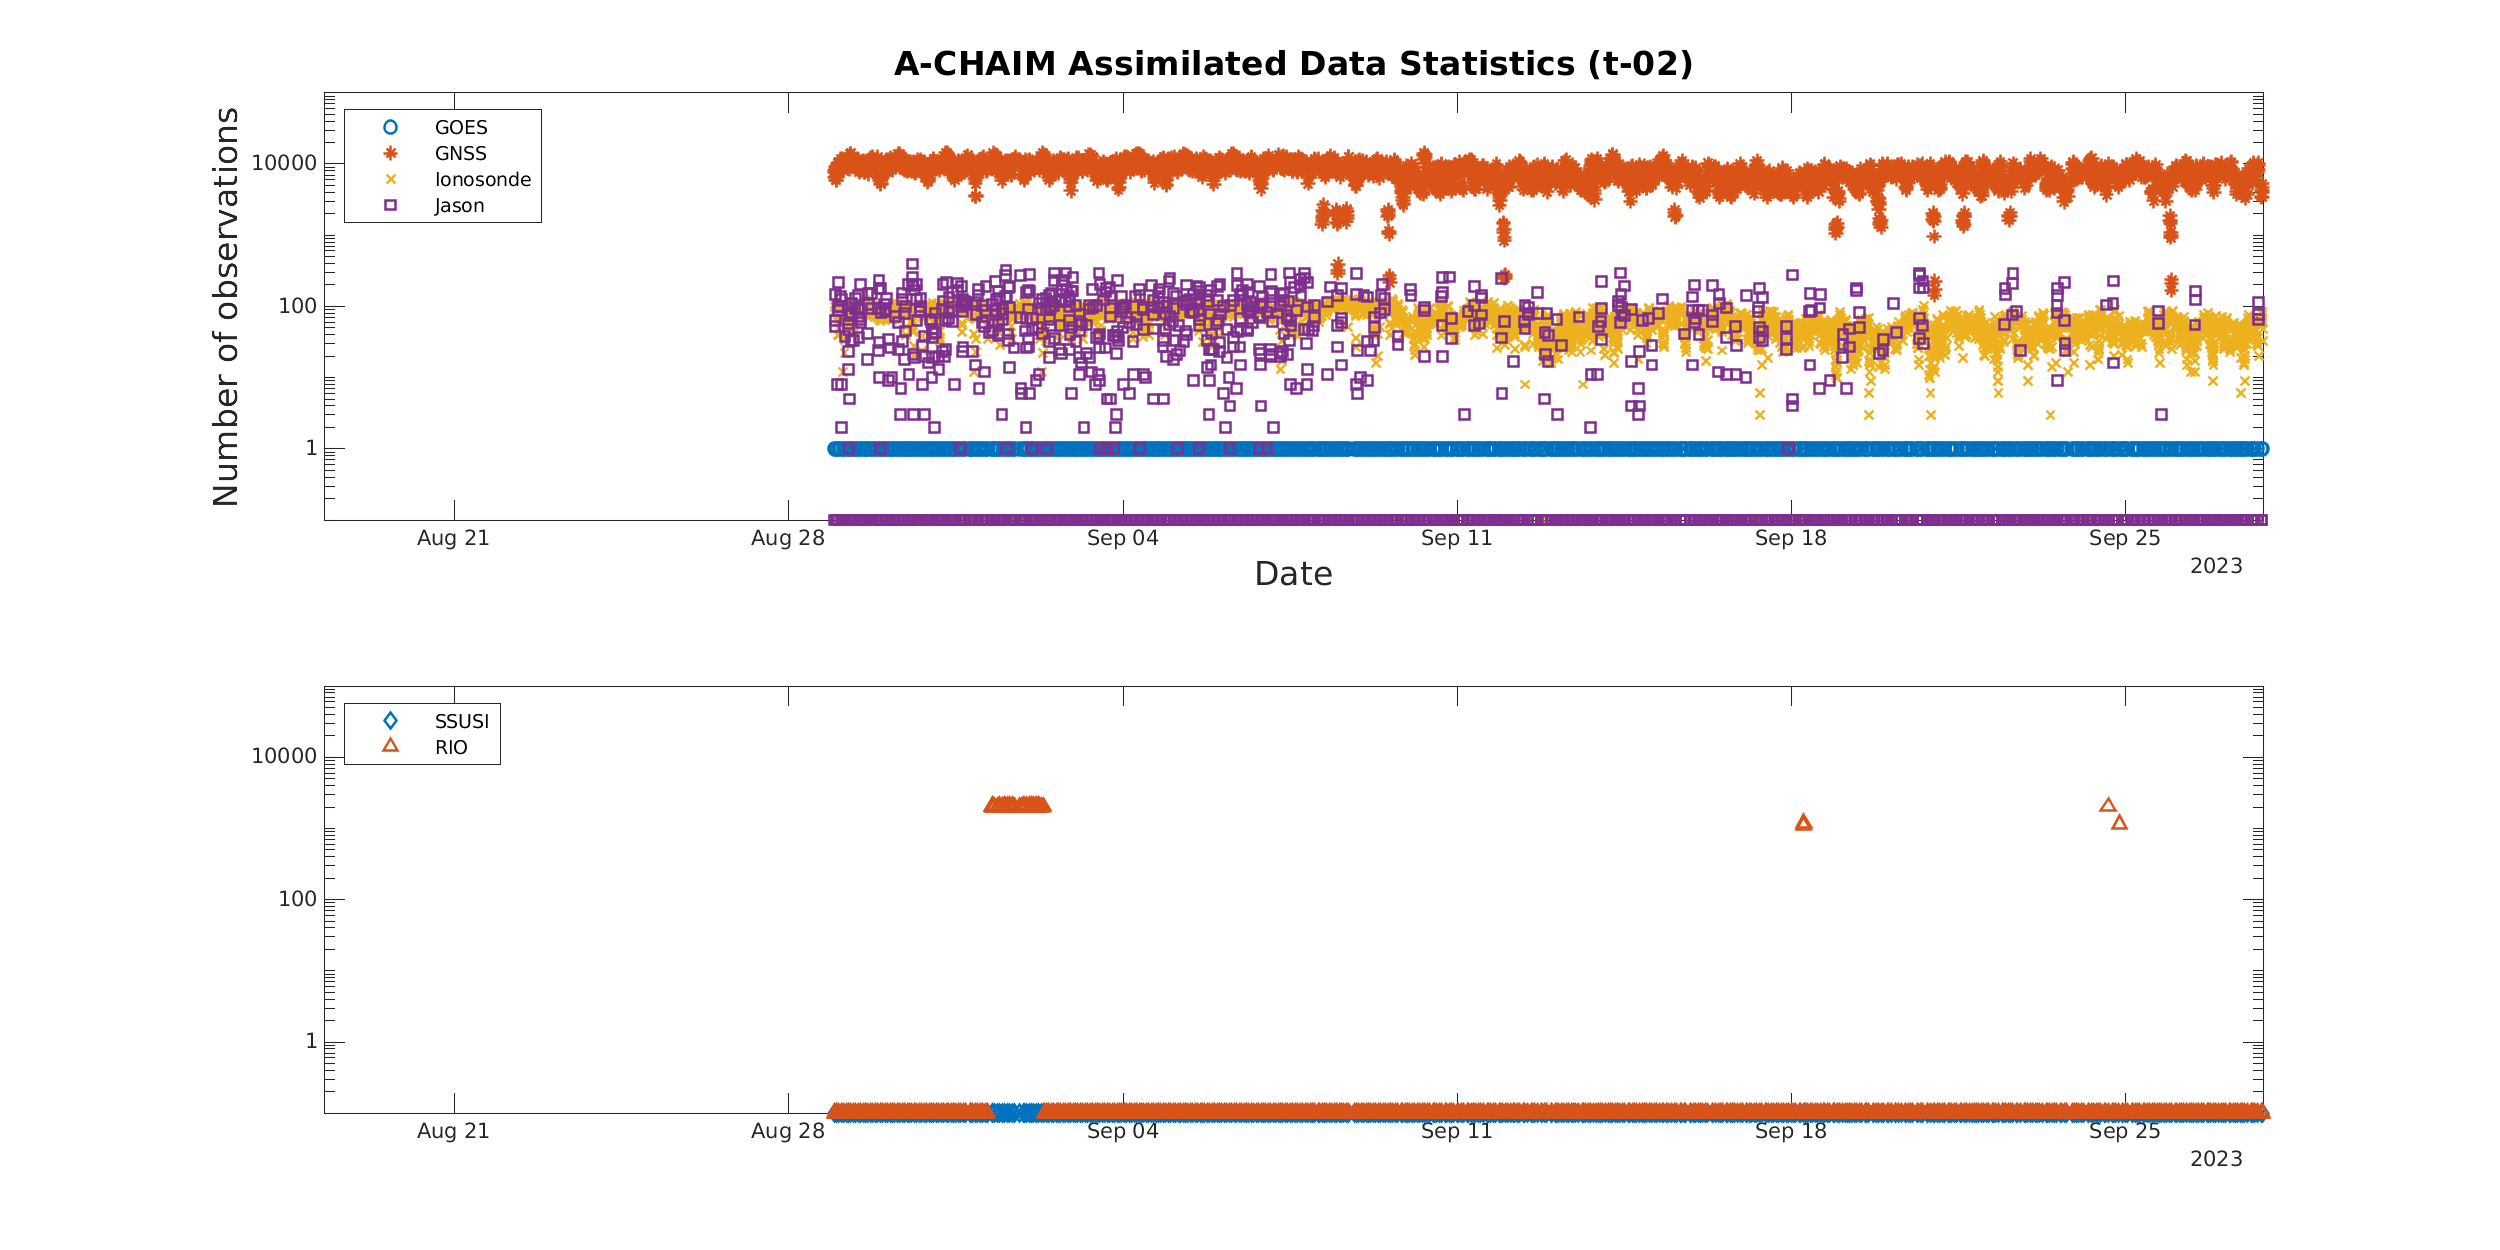 A-CHAIM Assimilated Data Statistics (t-02)
Number of observations
10000
100
1
GOES
GNSS
Ionosonde
Jason
Aug 21
Aug 28
Sep 04
Sep 11
Sep 18
Sep 25
2023
Date
10000
100
1
SSUSI
RIO
Aug 21
Aug 28
Sep 04
Sep 11
Sep 18
Sep 25
2023